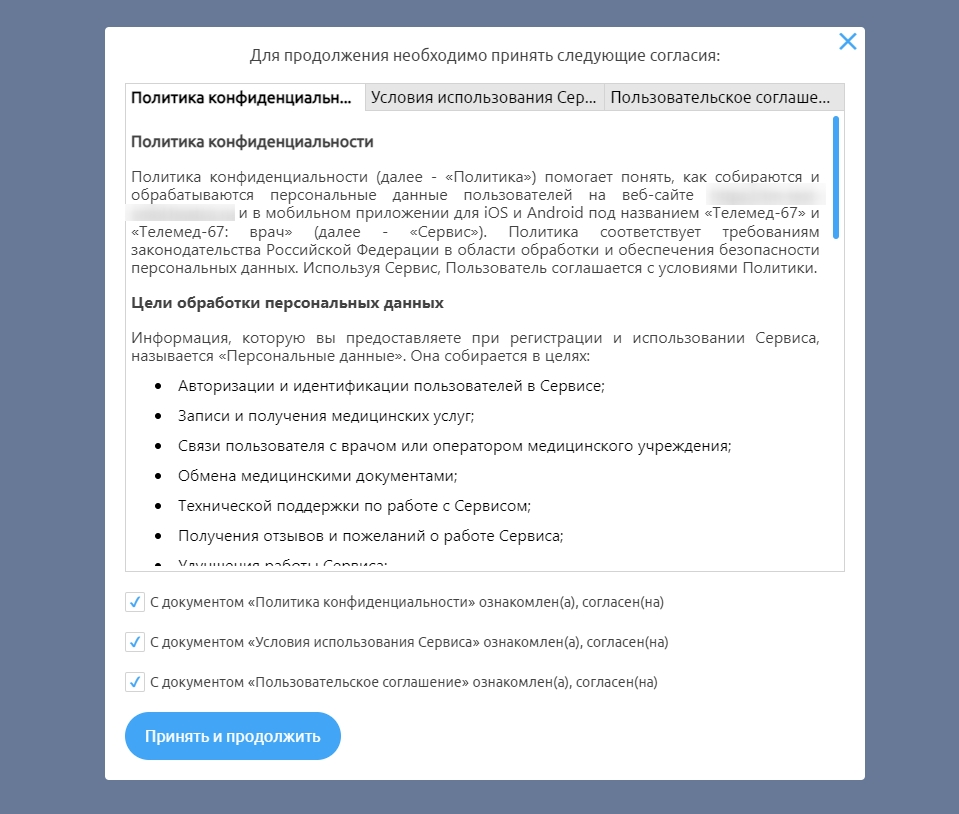 Для продолжения необходимо принять следующие согласия:
Политика конфиденциальн... Условия использования Сер... Пользовательское соглаше...
Политика конфиденциальности
Политика конфиденциальности (далее - «Политика») помогает понять, как собираются и
обрабатываются персональные данные пользователей на веб-сайте
и в мобильном приложении для iOS и Android под названием «Телемед-67» и
«Телемед-67: врач» (далее - «Сервис»). Политика соответствует требованиям
законодательства Российской Федерации в области обработки и обеспечения безопасности
персональных данных. Используя Сервис, Пользователь соглашается с условиями Политики.
Цели обработки персональных данных
Информация, которую вы предоставляете при регистрации и использовании Сервиса,
называется «Персональные данные». Она собирается в целях:
• Авторизации и идентификации пользователей в Сервисе;
• Записи и получения медицинских услуг;
• Связи пользователя с врачом или оператором медицинского учреждения;
• Обмена медицинскими документами;
• Технической поддержки по работе с Сервисом;
• Получения отзывов и пожеланий о работе Сервиса;
• Улучшения работы Сервиса;
С документом «Политика конфиденциальности» ознакомлен(а), согласен(на)
С документом «Условия использования Сервиса» ознакомлен(а), согласен(на)
С документом «Пользовательское соглашение» ознакомлен(а), согласен(на)
Принять и продолжить